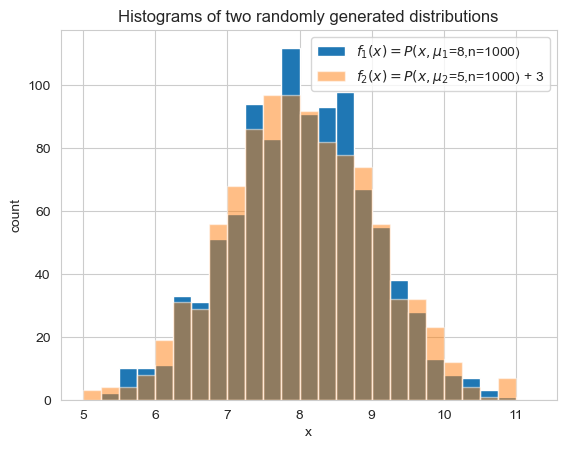 Histograms of two randomly generated distributions
f₁(x) = P(x, μ₁=8,n=1000)
f₂(x) = P(x, μ₂=5,n=1000) + 3
100
80
60
40
20
0
count
5 6 7 8 9 10 11
x